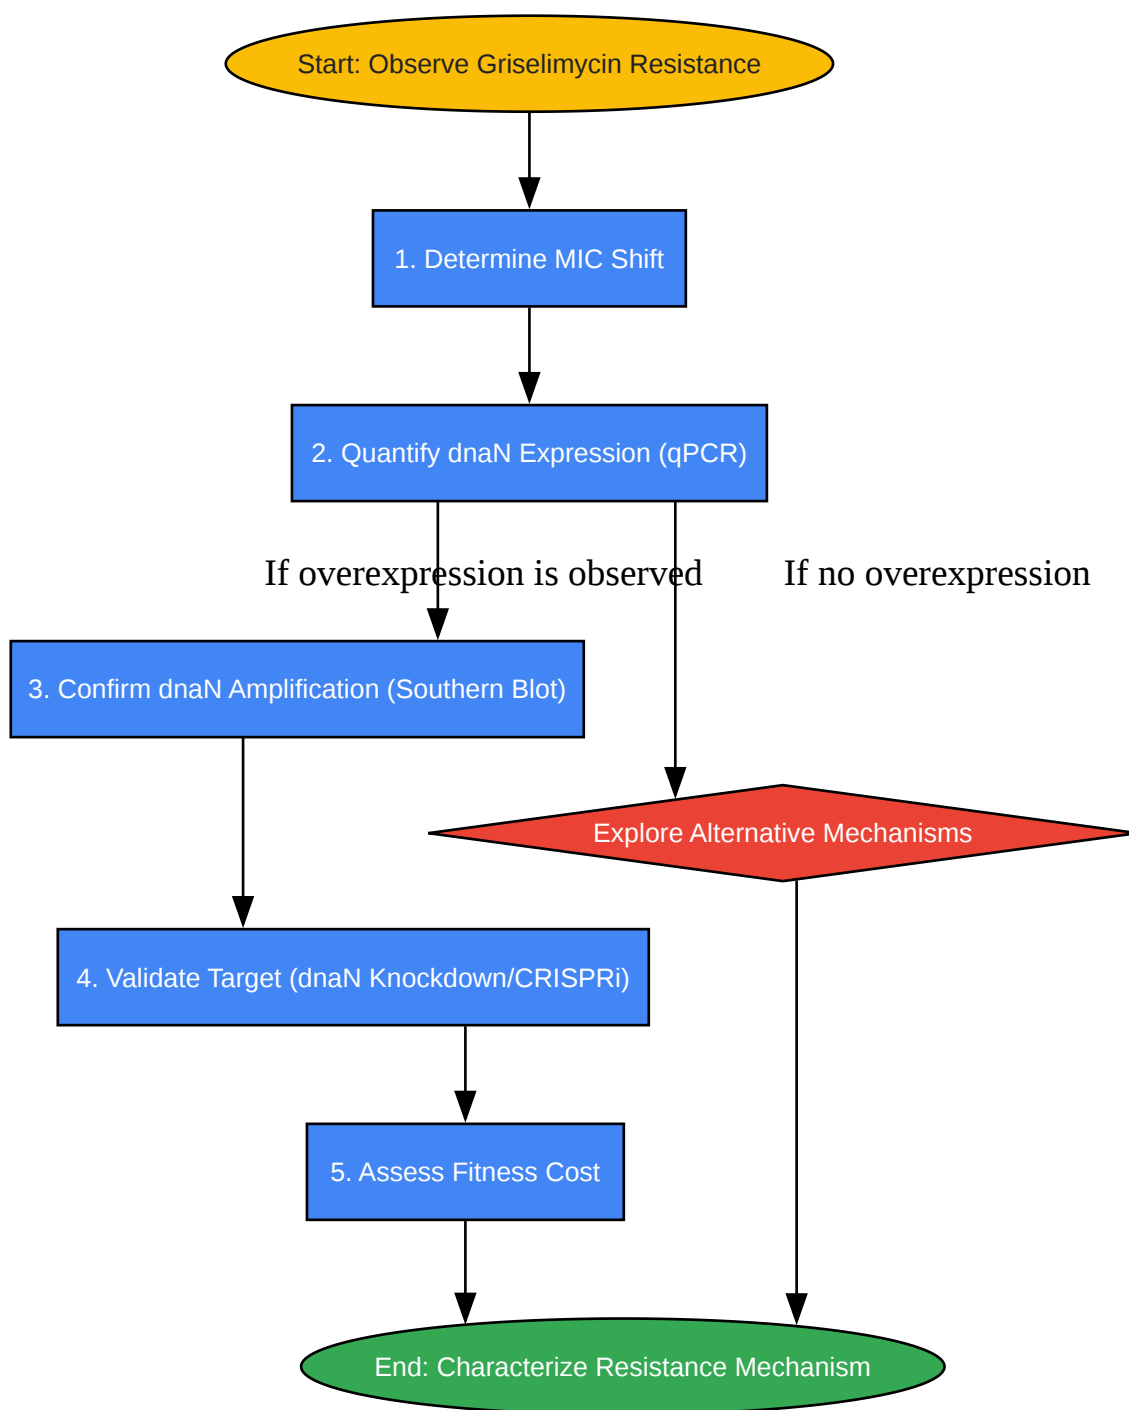 Start: Observe Griselimycin Resistance
1. Determine MIC Shift
2. Quantify dnaN Expression (qPCR)
If overexpression is observed
If no overexpression
3. Confirm dnaN Amplification (Southern Blot)
Explore Alternative Mechanisms
4. Validate Target (dnaN Knockdown/CRISPRi)
5. Assess Fitness Cost
End: Characterize Resistance Mechanism